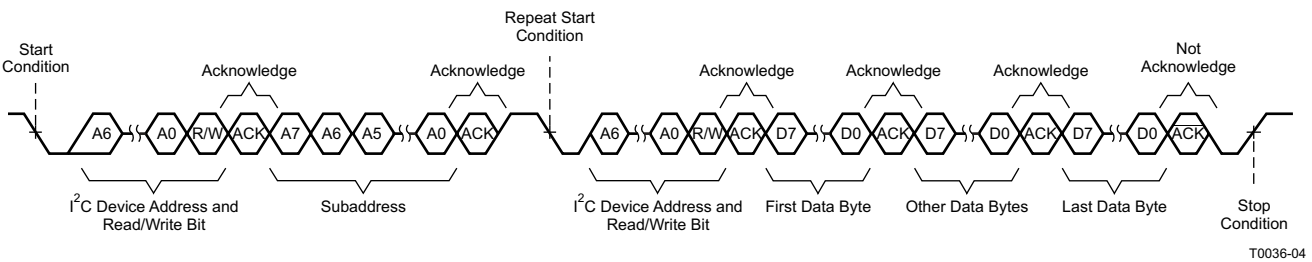 Repeat Start
Condition
Start
Condition
Not
Acknowledge
Acknowledge
Acknowledge
Acknowledge
Acknowledge
Acknowledge
A6 A0 R/W ACK A7 A6 A5 A0 ACK A6 A0 R/W ACK D7 D0 ACK D7 D0 ACK D7 D0 ACK
I2C Device Address and
Read/Write Bit
Subaddress
I2C Device Address and
Read/Write Bit
First Data Byte
Other Data Bytes
Last Data Byte
Stop
Condition
T0036-04